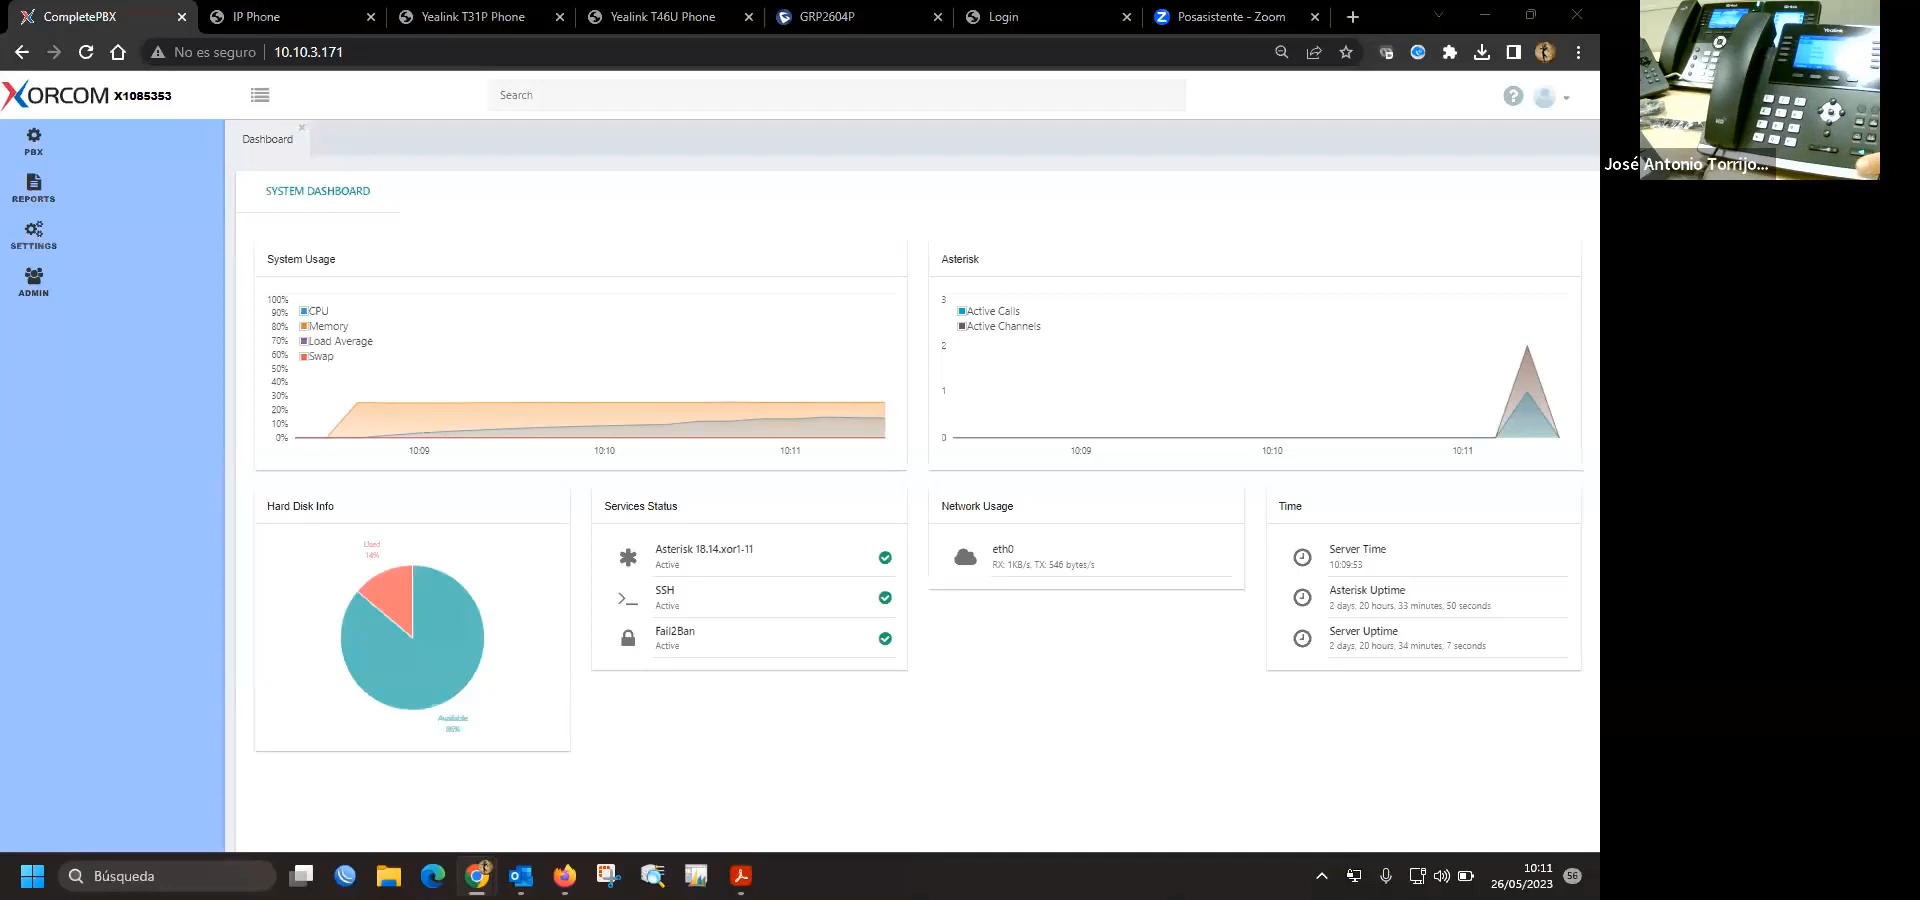 CompletePBX
IP Phone
Yealink T31P Phone
Yealink T46U Phone
GRP2604P
Login
Posasistente - Zoom
No es seguro
10.10.3.171
XORCOM X1085353
Search
Dashboard
PBX
REPORTS
SETTINGS
ADMIN
SYSTEM DASHBOARD
System Usage
100%
90%
80%
70%
60%
50%
40%
30%
20%
10%
0%
CPU
Memory
Load Average
Swap
10:09
10:10
10:11
Asterisk
3
2
1
0
Active Calls
Active Channels
10:09
10:10
10:11
Hard Disk Info
Used
14%
Available
86%
Services Status
Asterisk 18.14.xor1-11
Active
SSH
Active
Fail2Ban
Active
Network Usage
eth0
RX: 1KB/s, TX: 546 bytes/s
Time
Server Time
10:09:53
Asterisk Uptime
2 days, 20 hours, 33 minutes, 50 seconds
Server Uptime
2 days, 20 hours, 34 minutes, 7 seconds
Yealink
José Antonio Torrijo...
Búsqueda
10:11
26/05/2023
56